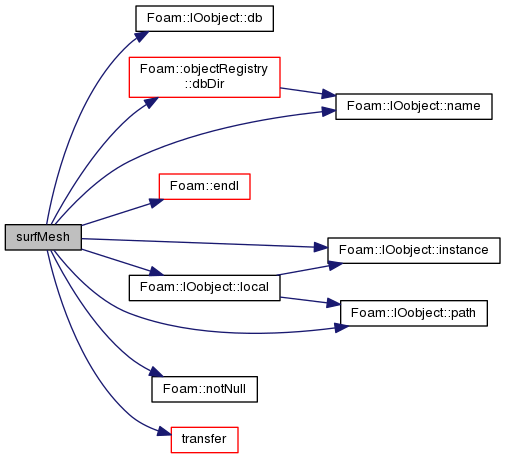 Foam::IOobject::db
Foam::objectRegistry
::dbDir
Foam::IOobject::name
Foam::endl
surfMesh
Foam::IOobject::instance
Foam::IOobject::local
Foam::IOobject::path
Foam::notNull
transfer